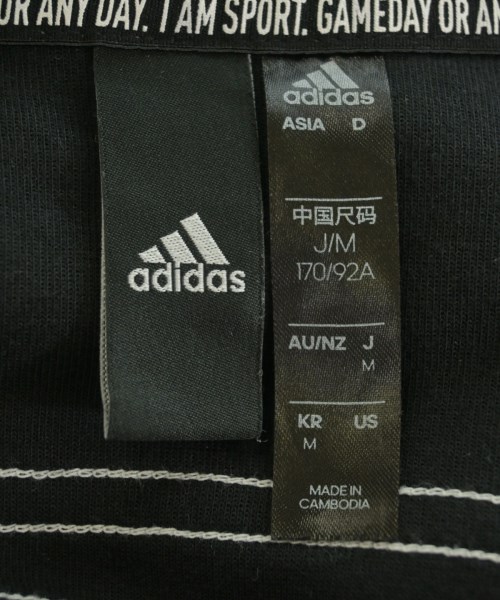 OR ANY DAY. I AM SPORT. GAMEDAY OR AN
adidas
adidas
ASIA D
中国尺码
J/M
170/92A
AU/NZ J
M
KR US
M
MADE IN
CAMBODIA